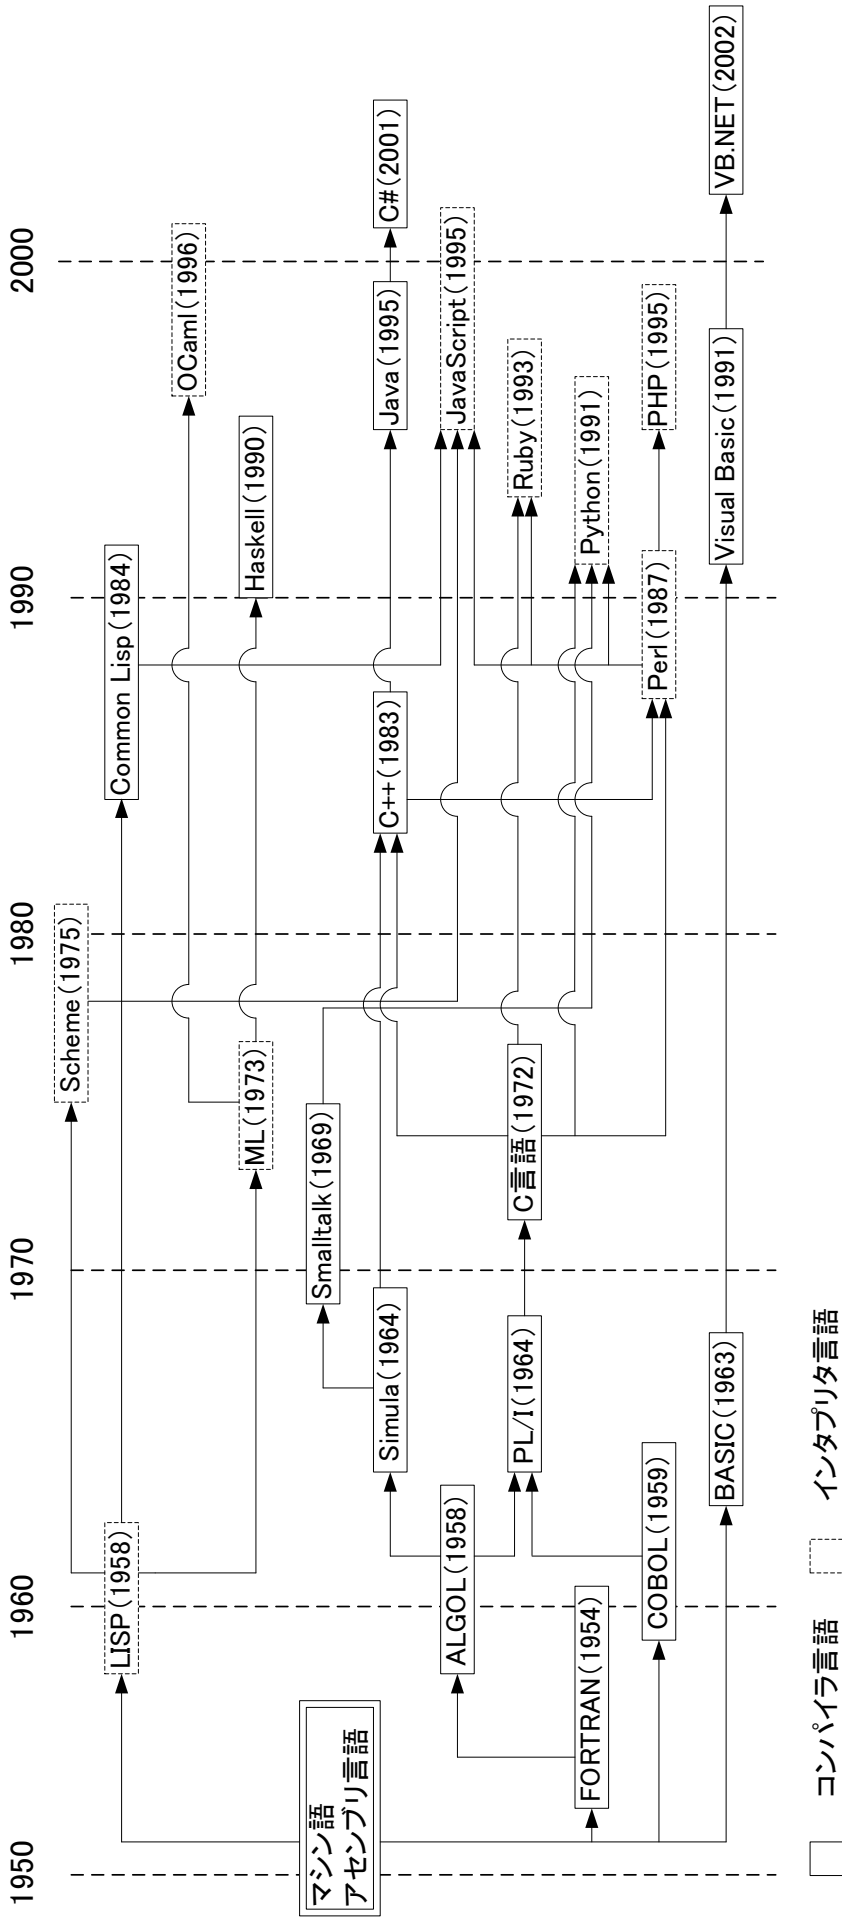 1950
1960
1970
1980
1990
2000
Scheme(1975)
LISP(1958)
Common Lisp(1984)
OCaml(1996)
ML(1973)
Haskell(1990)
マシン語
アセンブリ言語
Smalltalk(1969)
Simula(1964)
C++(1983)
Java(1995)
C#(2001)
ALGOL(1958)
JavaScript(1995)
PL/I(1964)
C言語(1972)
Ruby(1993)
FORTRAN(1954)
Python(1991)
COBOL(1959)
Perl(1987)
PHP(1995)
BASIC(1963)
Visual Basic(1991)
VB.NET(2002)
コンパイラ言語
インタプリタ言語